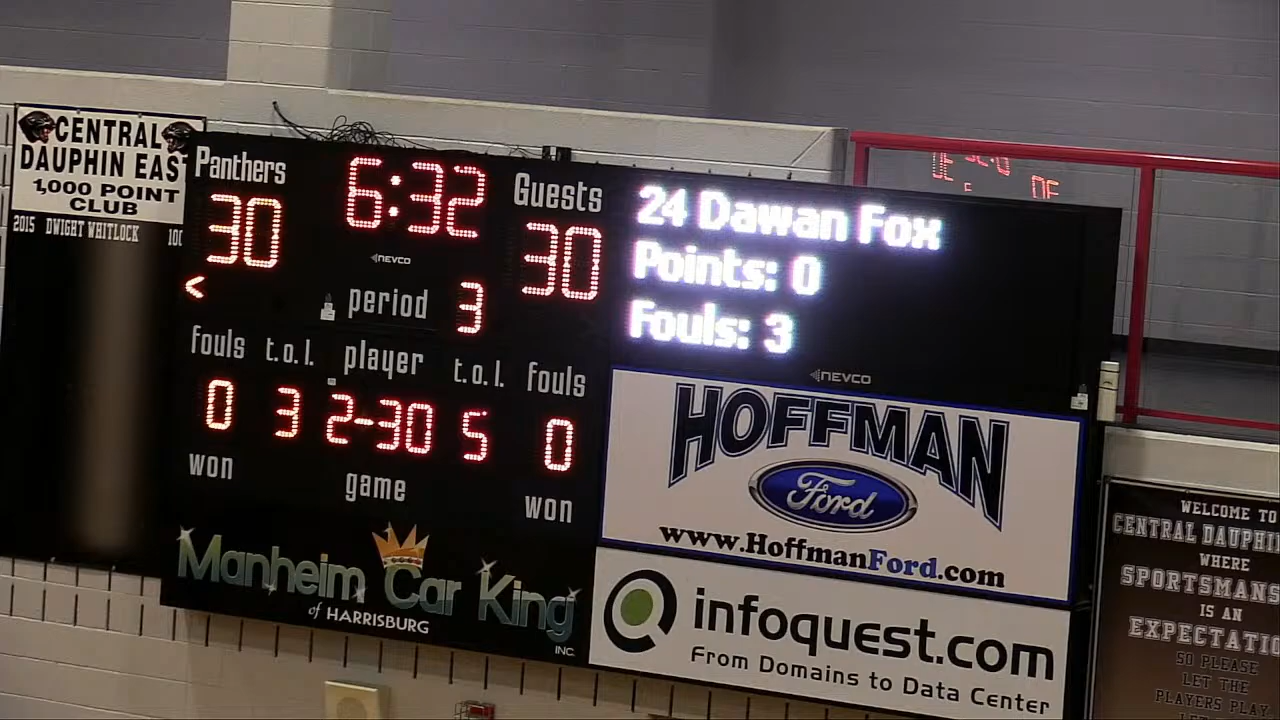 CENTRAL
DAUPHIN EAS
1,000 POINT
CLUB
2015 DWIGHT WHITLOCK 100
Panthers
6:32
Guests
30
30
NEVCO
<
period 3
fouls t.o.l. player t.o.l. fouls
0 3 2-30 5 0
won game won
Manheim Car King
of HARRISBURG
INC.
24 Dawan Fox
Points: 0
Fouls: 3
NEVCO
HOFFMAN
Ford
www.HoffmanFord.com
infoquest.com
From Domains to Data Center
WELCOME TO
CENTRAL DAUPHI
WHERE
SPORTSMANS
IS AN
EXPECTATIO
SO PLEASE
LET THE
PLAYERS PLAY